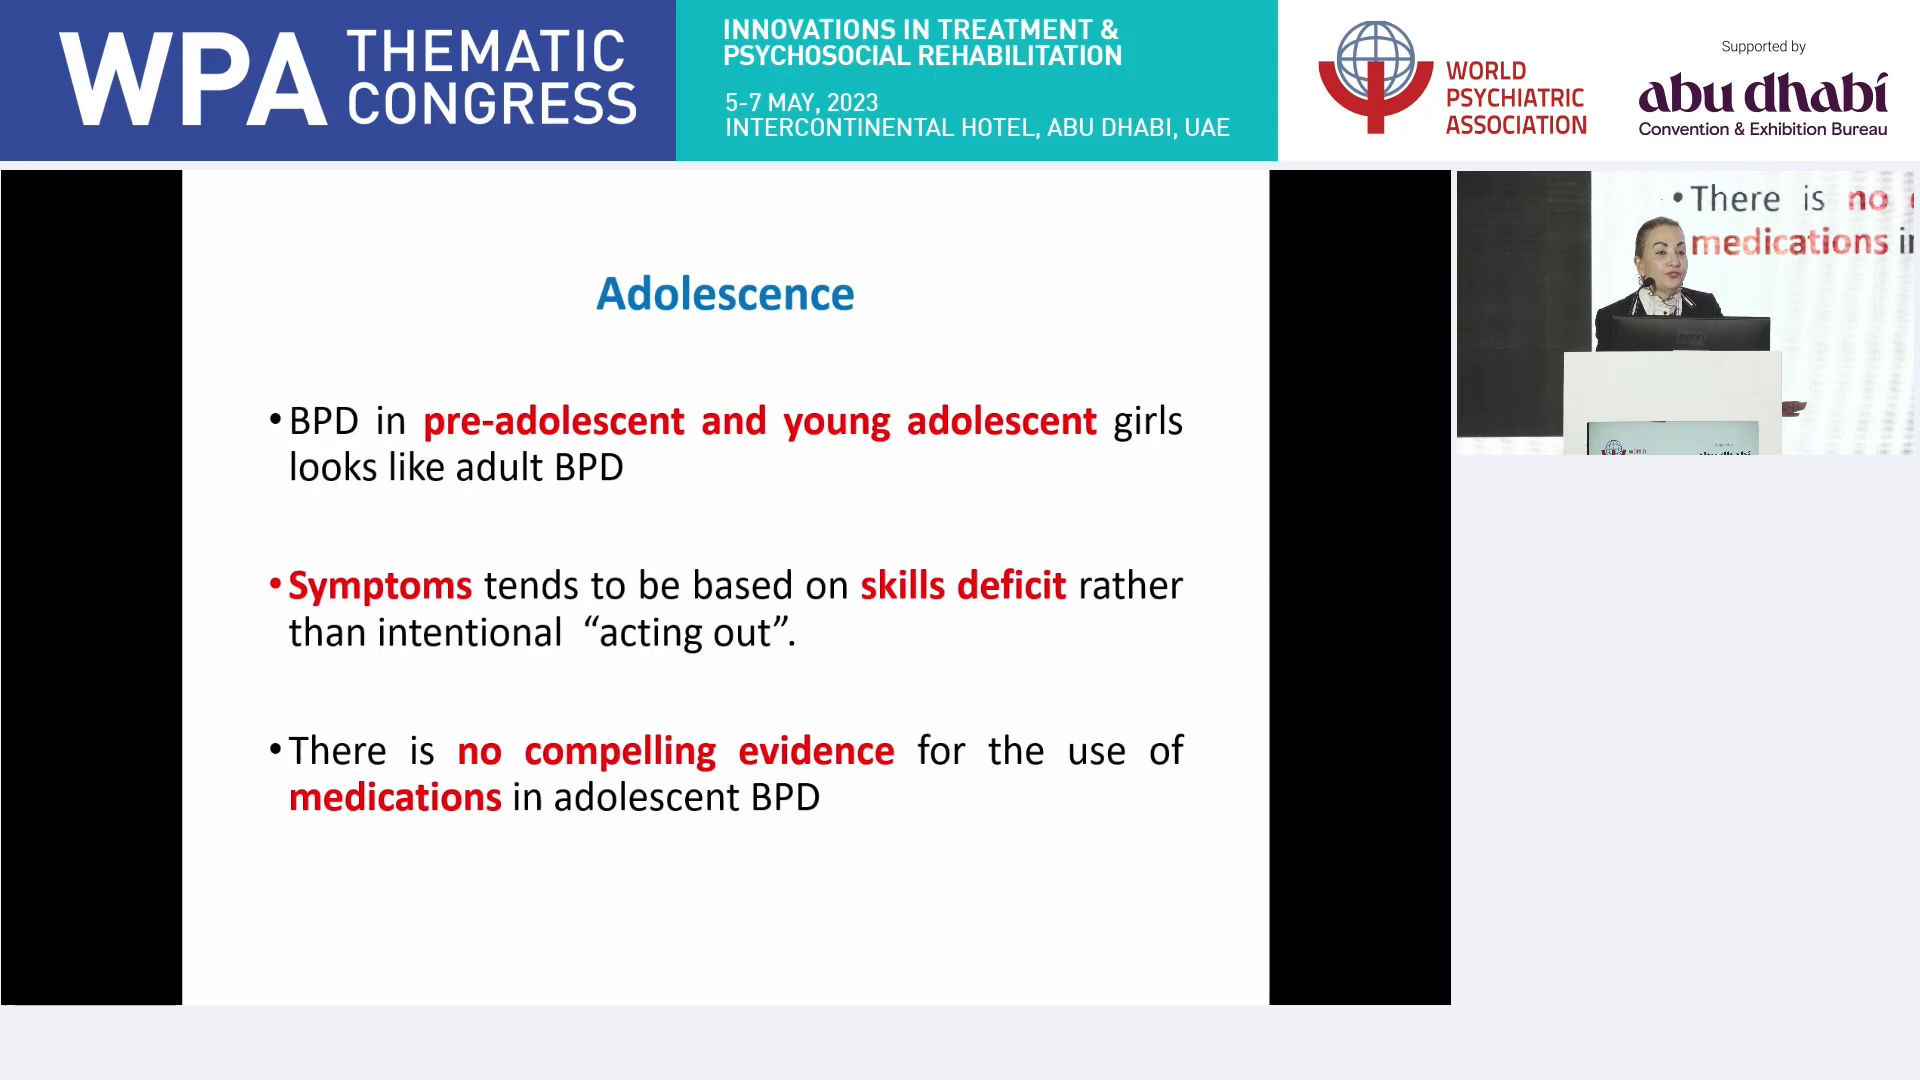 WPA THEMATIC
CONGRESS
INNOVATIONS IN TREATMENT &
PSYCHOSOCIAL REHABILITATION
5-7 MAY, 2023
INTERCONTINENTAL HOTEL, ABU DHABI, UAE
WORLD
PSYCHIATRIC
ASSOCIATION
Supported by
abu dhabi
Convention & Exhibition Bureau
Adolescence
•BPD in pre-adolescent and young adolescent girls
looks like adult BPD
•Symptoms tends to be based on skills deficit rather
than intentional “acting out”.
•There is no compelling evidence for the use of
medications in adolescent BPD
•There is no
medications
WORLD